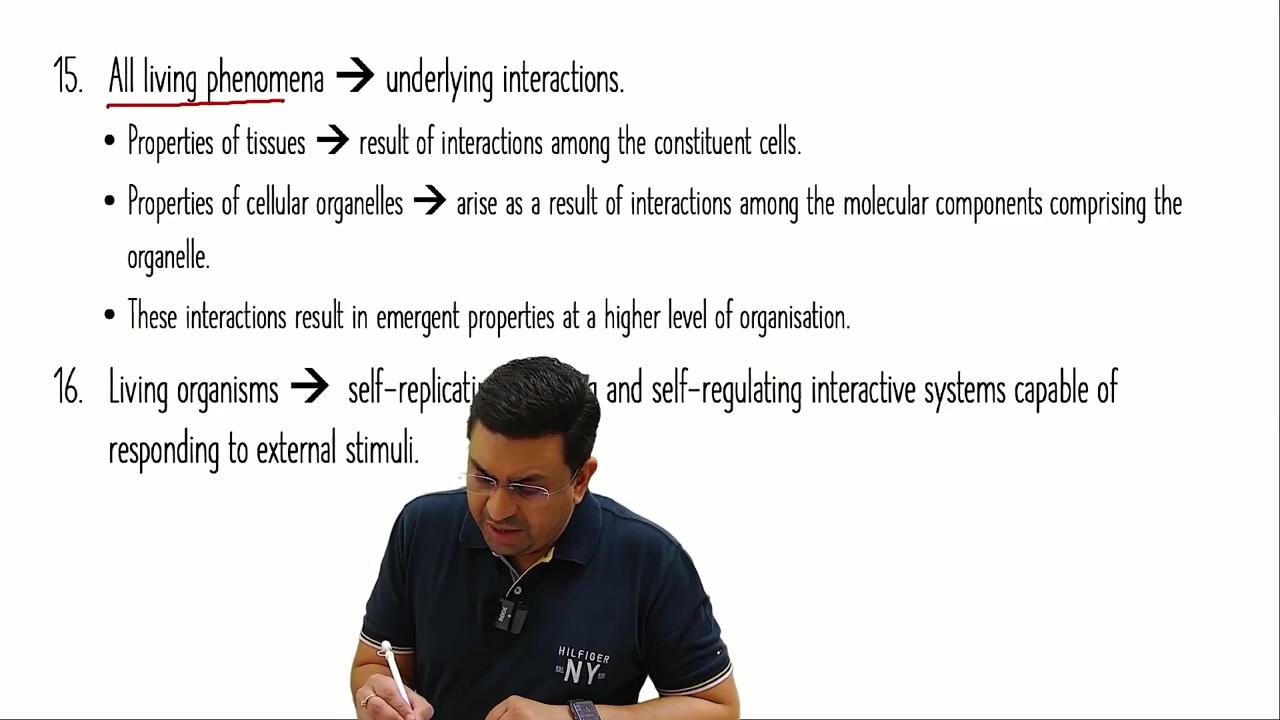 15. All living phenomena → underlying interactions.
• Properties of tissues → result of interactions among the constituent cells.
• Properties of cellular organelles → arise as a result of interactions among the molecular components comprising the
organelle.
• These interactions result in emergent properties at a higher level of organisation.
16. Living organisms → and self-regulating interactive systems capable of
responding to external stimuli.
HILFIGER
NY